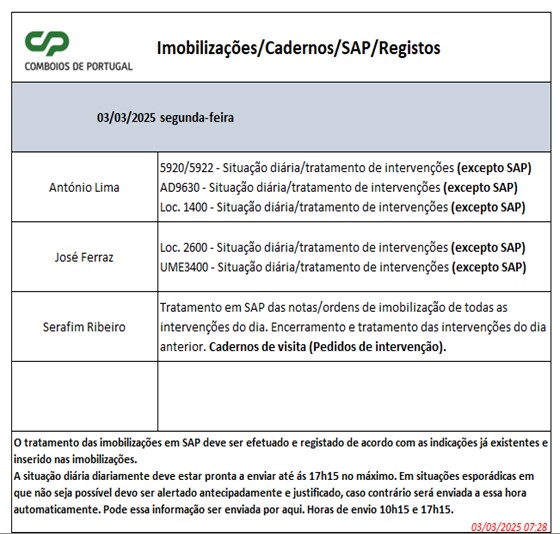 CP
COMBOIOS DE PORTUGAL
Imobilizações/Cadernos/SAP/Registos
03/03/2025 segunda-feira
António Lima
5920/5922 - Situação diária/tratamento de intervenções (excepto SAP)
AD9630 - Situação diária/tratamento de intervenções (excepto SAP)
Loc. 1400 - Situação diária/tratamento de intervenções (excepto SAP)
José Ferraz
Loc. 2600 - Situação diária/tratamento de intervenções (excepto SAP)
UME3400 - Situação diária/tratamento de intervenções (excepto SAP)
Serafim Ribeiro
Tratamento em SAP das notas/ordens de imobilização de todas as
intervenções do dia. Encerramento e tratamento das intervenções do dia
anterior. Cadernos de visita (Pedidos de intervenção).
O tratamento das imobilizações em SAP deve ser efetuado e registado de acordo com as indicações já existentes e
inserido nas imobilizações.
A situação diária diariamente deve estar pronta a enviar até ás 17h15 no máximo. Em situações esporádicas em
que não seja possível devo ser alertado antecipadamente e justificado, caso contrário será enviada a essa hora
automaticamente. Pode essa informação ser enviada por aqui. Horas de envio 10h15 e 17h15.
03/03/2025 07:28